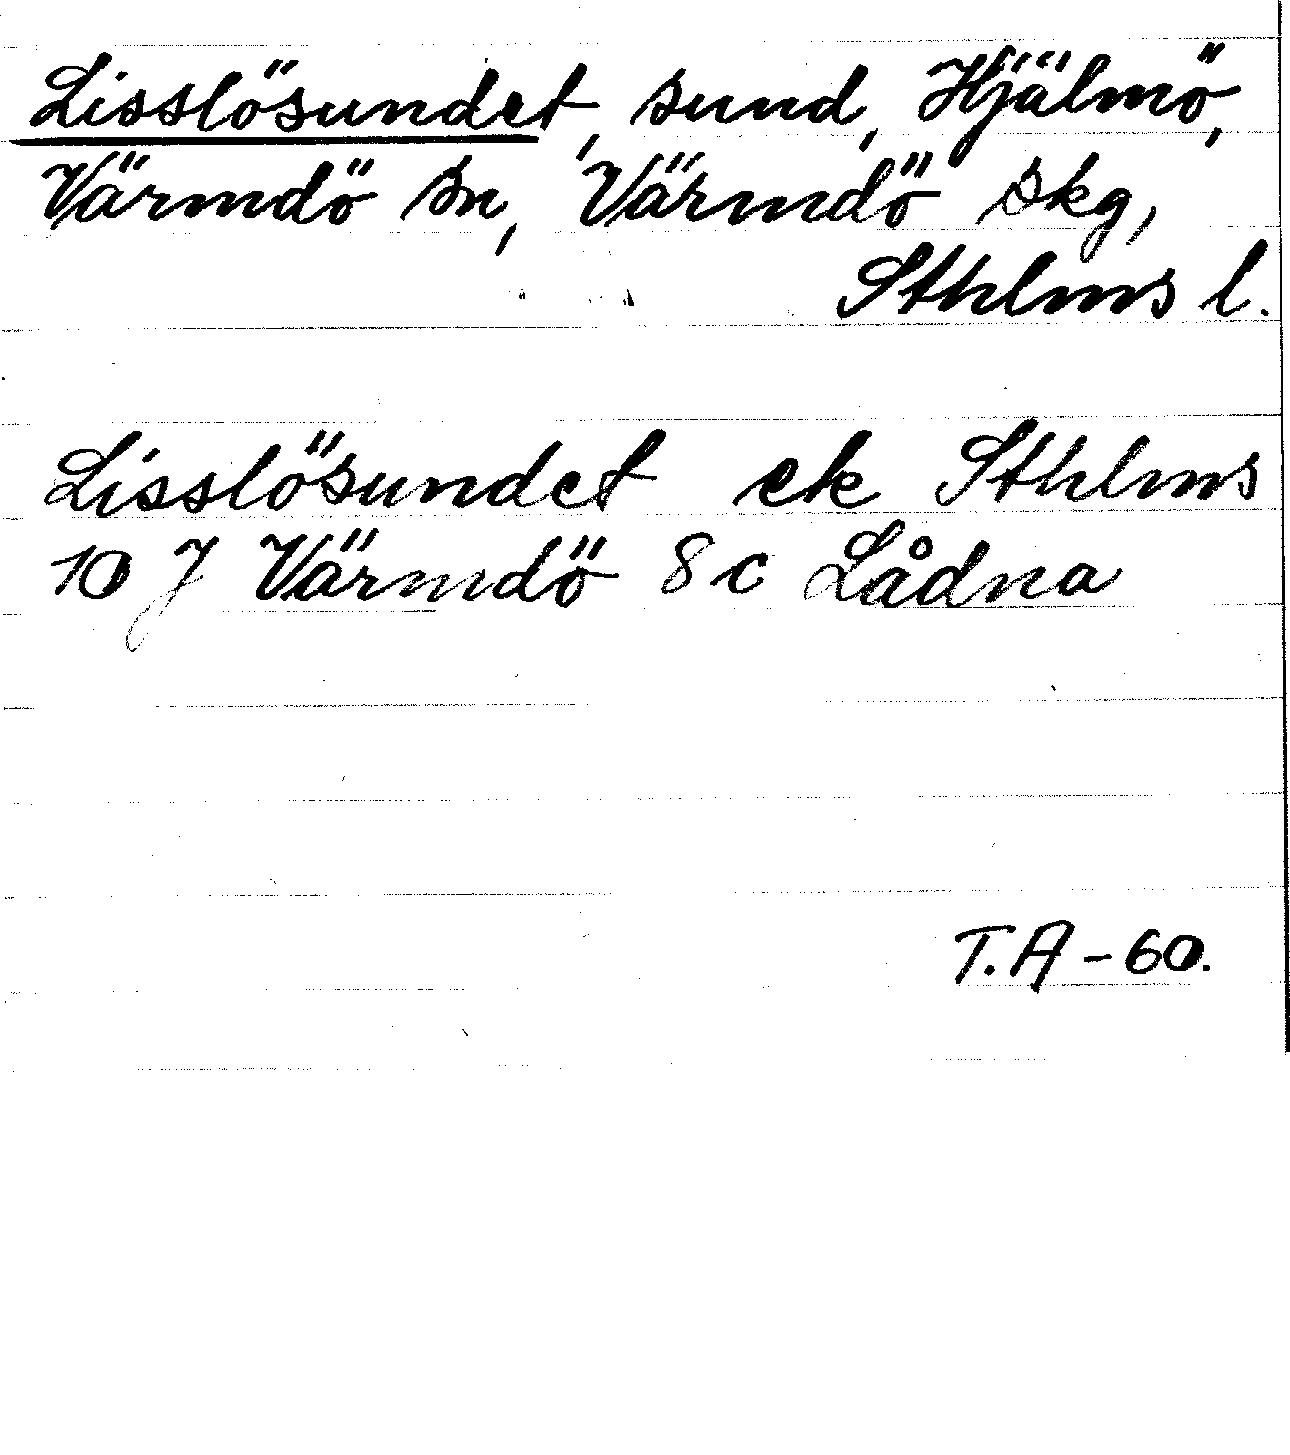 Lisslösundet, sund, Hjälmö,
Värmdö sn, Värmdö skg,
Sthlms l.
Lisslösundet ek Sthlms
10 J Värmdö 8 c Lådna
T.A - 60.